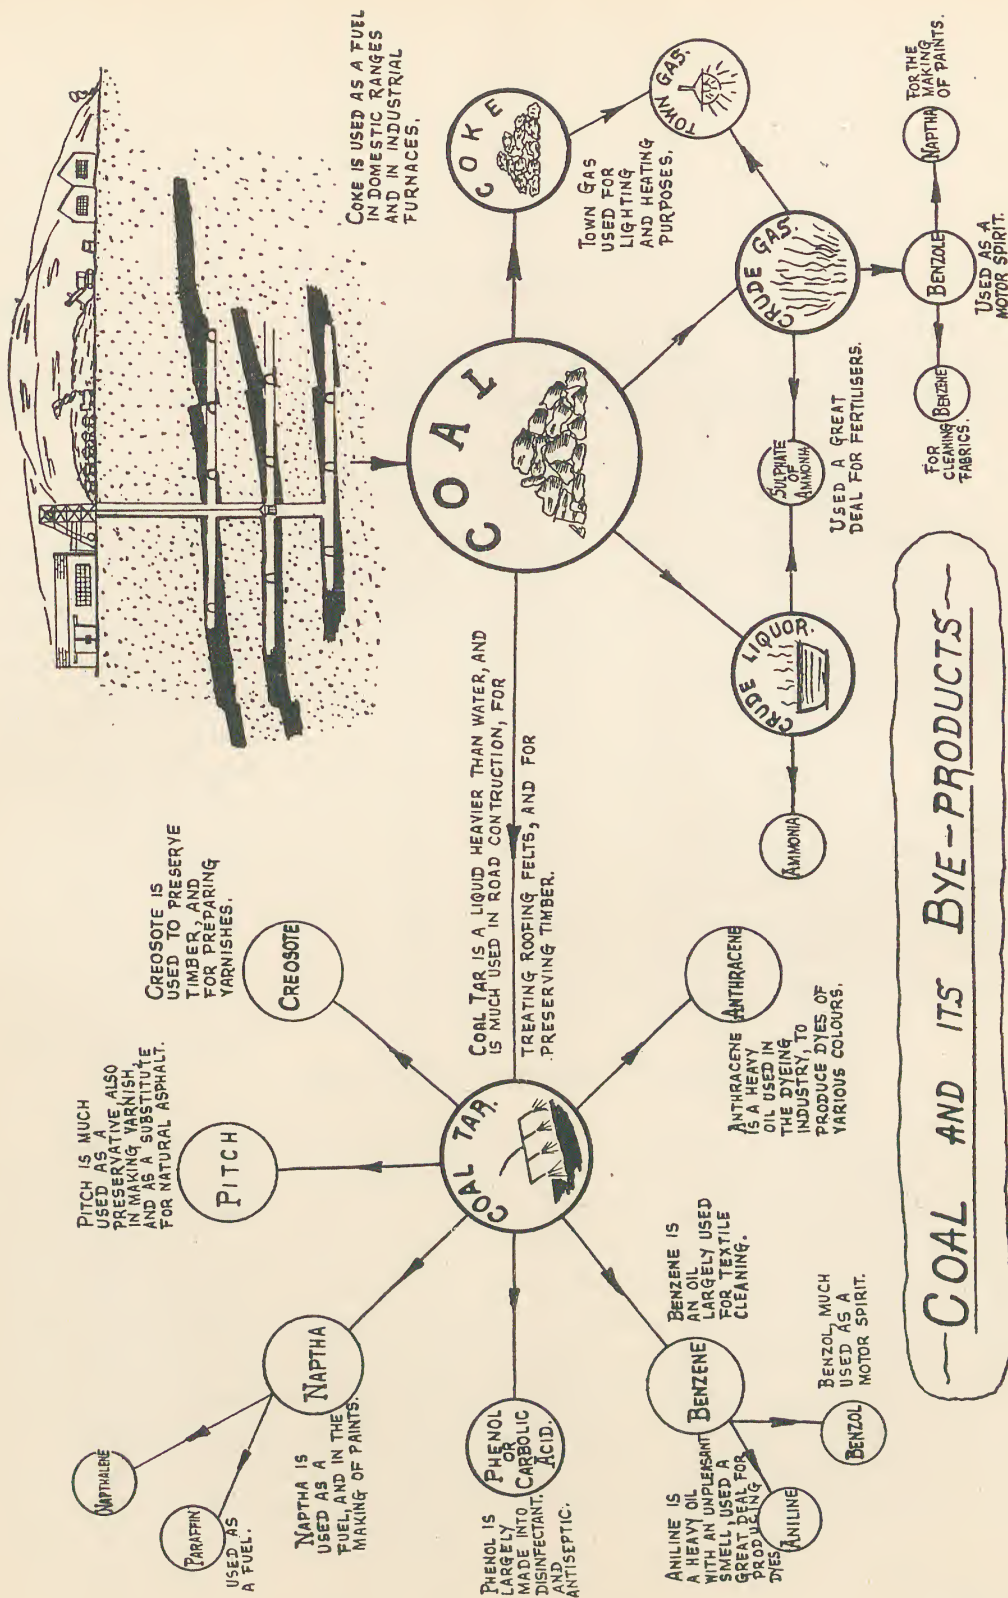 COAL AND ITS BYE-PRODUCTS
COAL
COKE IS USED AS A FUEL
IN DOMESTIC RANGES
AND IN INDUSTRIAL
FURNACES.
COKE
TOWN GAS
USED FOR
LIGHTING
AND HEATING
PURPOSES.
TOWN GAS.
CRUDE GAS.
BENZOLE
USED AS A
MOTOR SPIRIT.
NAPTHA
FOR THE
MAKING
OF PAINTS.
BENZENE
FOR
CLEANING
FABRICS.
SULPHATE
OF
AMMONIA
USED A GREAT
DEAL FOR FERTILISERS.
CRUDE LIQUOR.
AMMONIA
COAL TAR IS A LIQUID HEAVIER THAN WATER, AND
IS MUCH USED IN ROAD CONTRUCTION, FOR
TREATING ROOFING FELTS, AND FOR
PRESERVING TIMBER.
COAL TAR.
CREOSOTE IS
USED TO PRESERVE
TIMBER, AND
FOR PREPARING
VARNISHES.
CREOSOTE
PITCH IS MUCH
USED AS A
PRESERVATIVE ALSO
IN MAKING VARNISH,
AND AS A SUBSTITUTE
FOR NATURAL ASPHALT.
PITCH
NAPTHA
NAPTHA IS
USED AS A
FUEL, AND IN THE
MAKING OF PAINTS.
NAPTHALENE
PARAFFIN
USED AS
A FUEL.
PHENOL
OR
CARBOLIC
ACID.
PHENOL IS
LARGELY
MADE INTO
DISINFECTANT.
AND
ANTISEPTIC.
BENZENE IS
AN OIL
LARGELY USED
FOR TEXTILE
CLEANING.
BENZENE
ANILINE IS
A HEAVY OIL
WITH AN UNPLEASANT
SMELL, USED A
GREAT DEAL FOR
PRODUCING
DYES
ANILINE
BENZOL
BENZOL, MUCH
USED AS A
MOTOR SPIRIT.
ANTHRACENE
ANTHRACENE
IS A HEAVY
OIL USED IN
THE DYEING
INDUSTRY, TO
PRODUCE DYES OF
VARIOUS COLOURS.